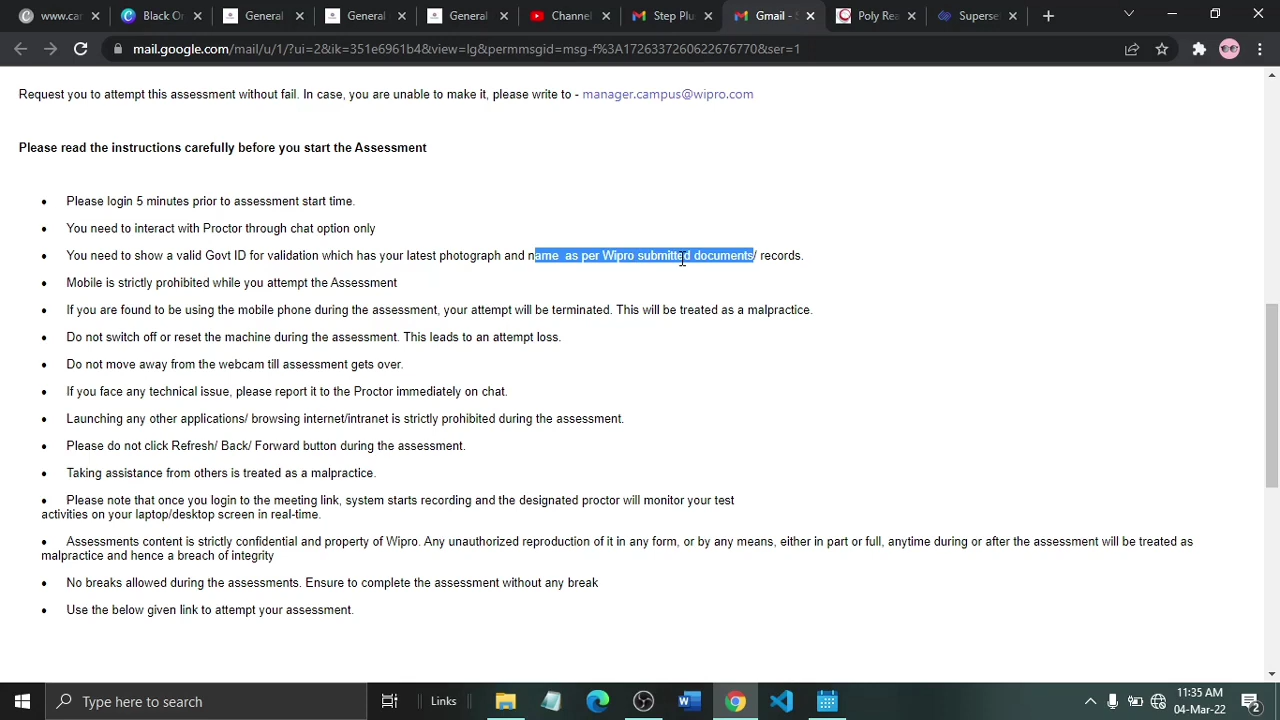 www.car
Black Or
General
General
General
Channel
Step Plu
Gmail -
Poly Rea
Superse
mail.google.com/mail/u/1/?ui=2&ik=351e6961b4&view=lg&permmsgid=msg-f%3A1726337260622676770&ser=1
Request you to attempt this assessment without fail. In case, you are unable to make it, please write to - manager.campus@wipro.com
Please read the instructions carefully before you start the Assessment
• Please login 5 minutes prior to assessment start time.
• You need to interact with Proctor through chat option only
• You need to show a valid Govt ID for validation which has your latest photograph and name as per Wipro submitted documents/ records.
• Mobile is strictly prohibited while you attempt the Assessment
• If you are found to be using the mobile phone during the assessment, your attempt will be terminated. This will be treated as a malpractice.
• Do not switch off or reset the machine during the assessment. This leads to an attempt loss.
• Do not move away from the webcam till assessment gets over.
• If you face any technical issue, please report it to the Proctor immediately on chat.
• Launching any other applications/ browsing internet/intranet is strictly prohibited during the assessment.
• Please do not click Refresh/ Back/ Forward button during the assessment.
• Taking assistance from others is treated as a malpractice.
• Please note that once you login to the meeting link, system starts recording and the designated proctor will monitor your test
activities on your laptop/desktop screen in real-time.
• Assessments content is strictly confidential and property of Wipro. Any unauthorized reproduction of it in any form, or by any means, either in part or full, anytime during or after the assessment will be treated as
malpractice and hence a breach of integrity
• No breaks allowed during the assessments. Ensure to complete the assessment without any break
• Use the below given link to attempt your assessment.
Type here to search
Links
11:35 AM
04-Mar-22
2